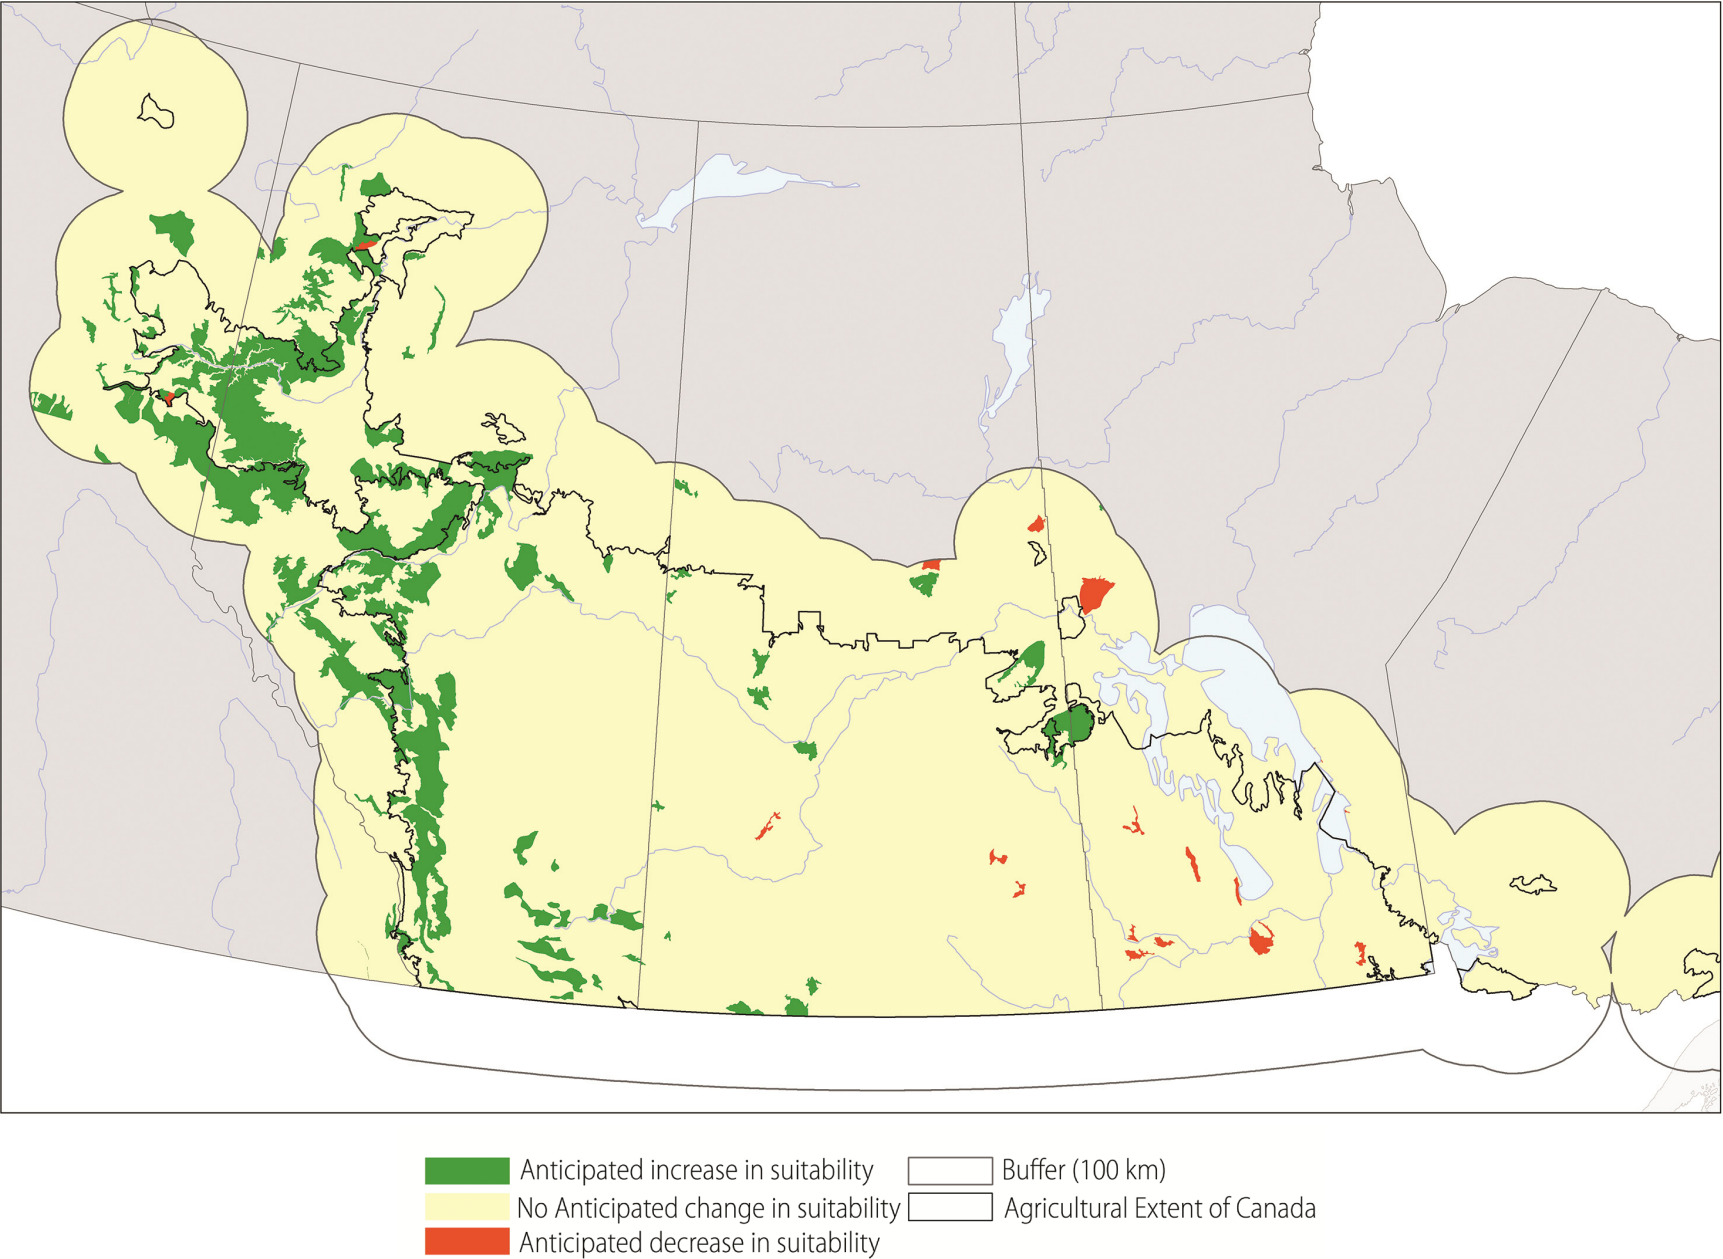 Anticipated increase in suitability
Buffer (100 km)
No Anticipated change in suitability
Agricultural Extent of Canada
Anticipated decrease in suitability